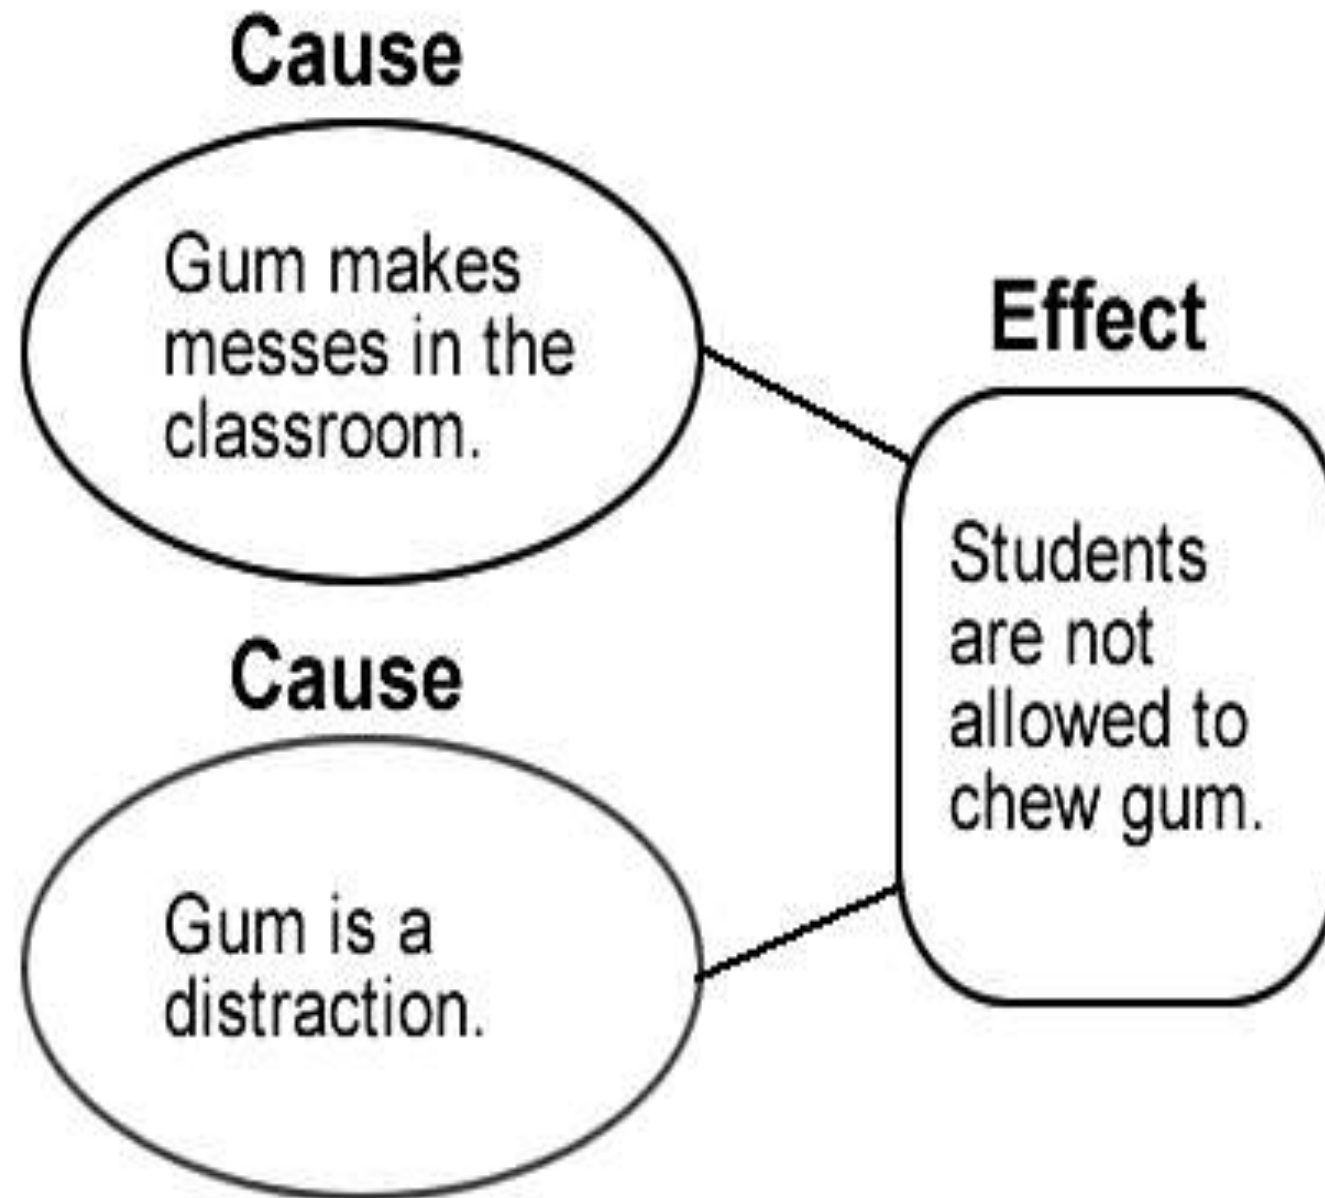 Cause
Gum makes
messes in the
classroom.
Effect
Students
are not
allowed to
chew gum.
Cause
Gum is a
distraction.